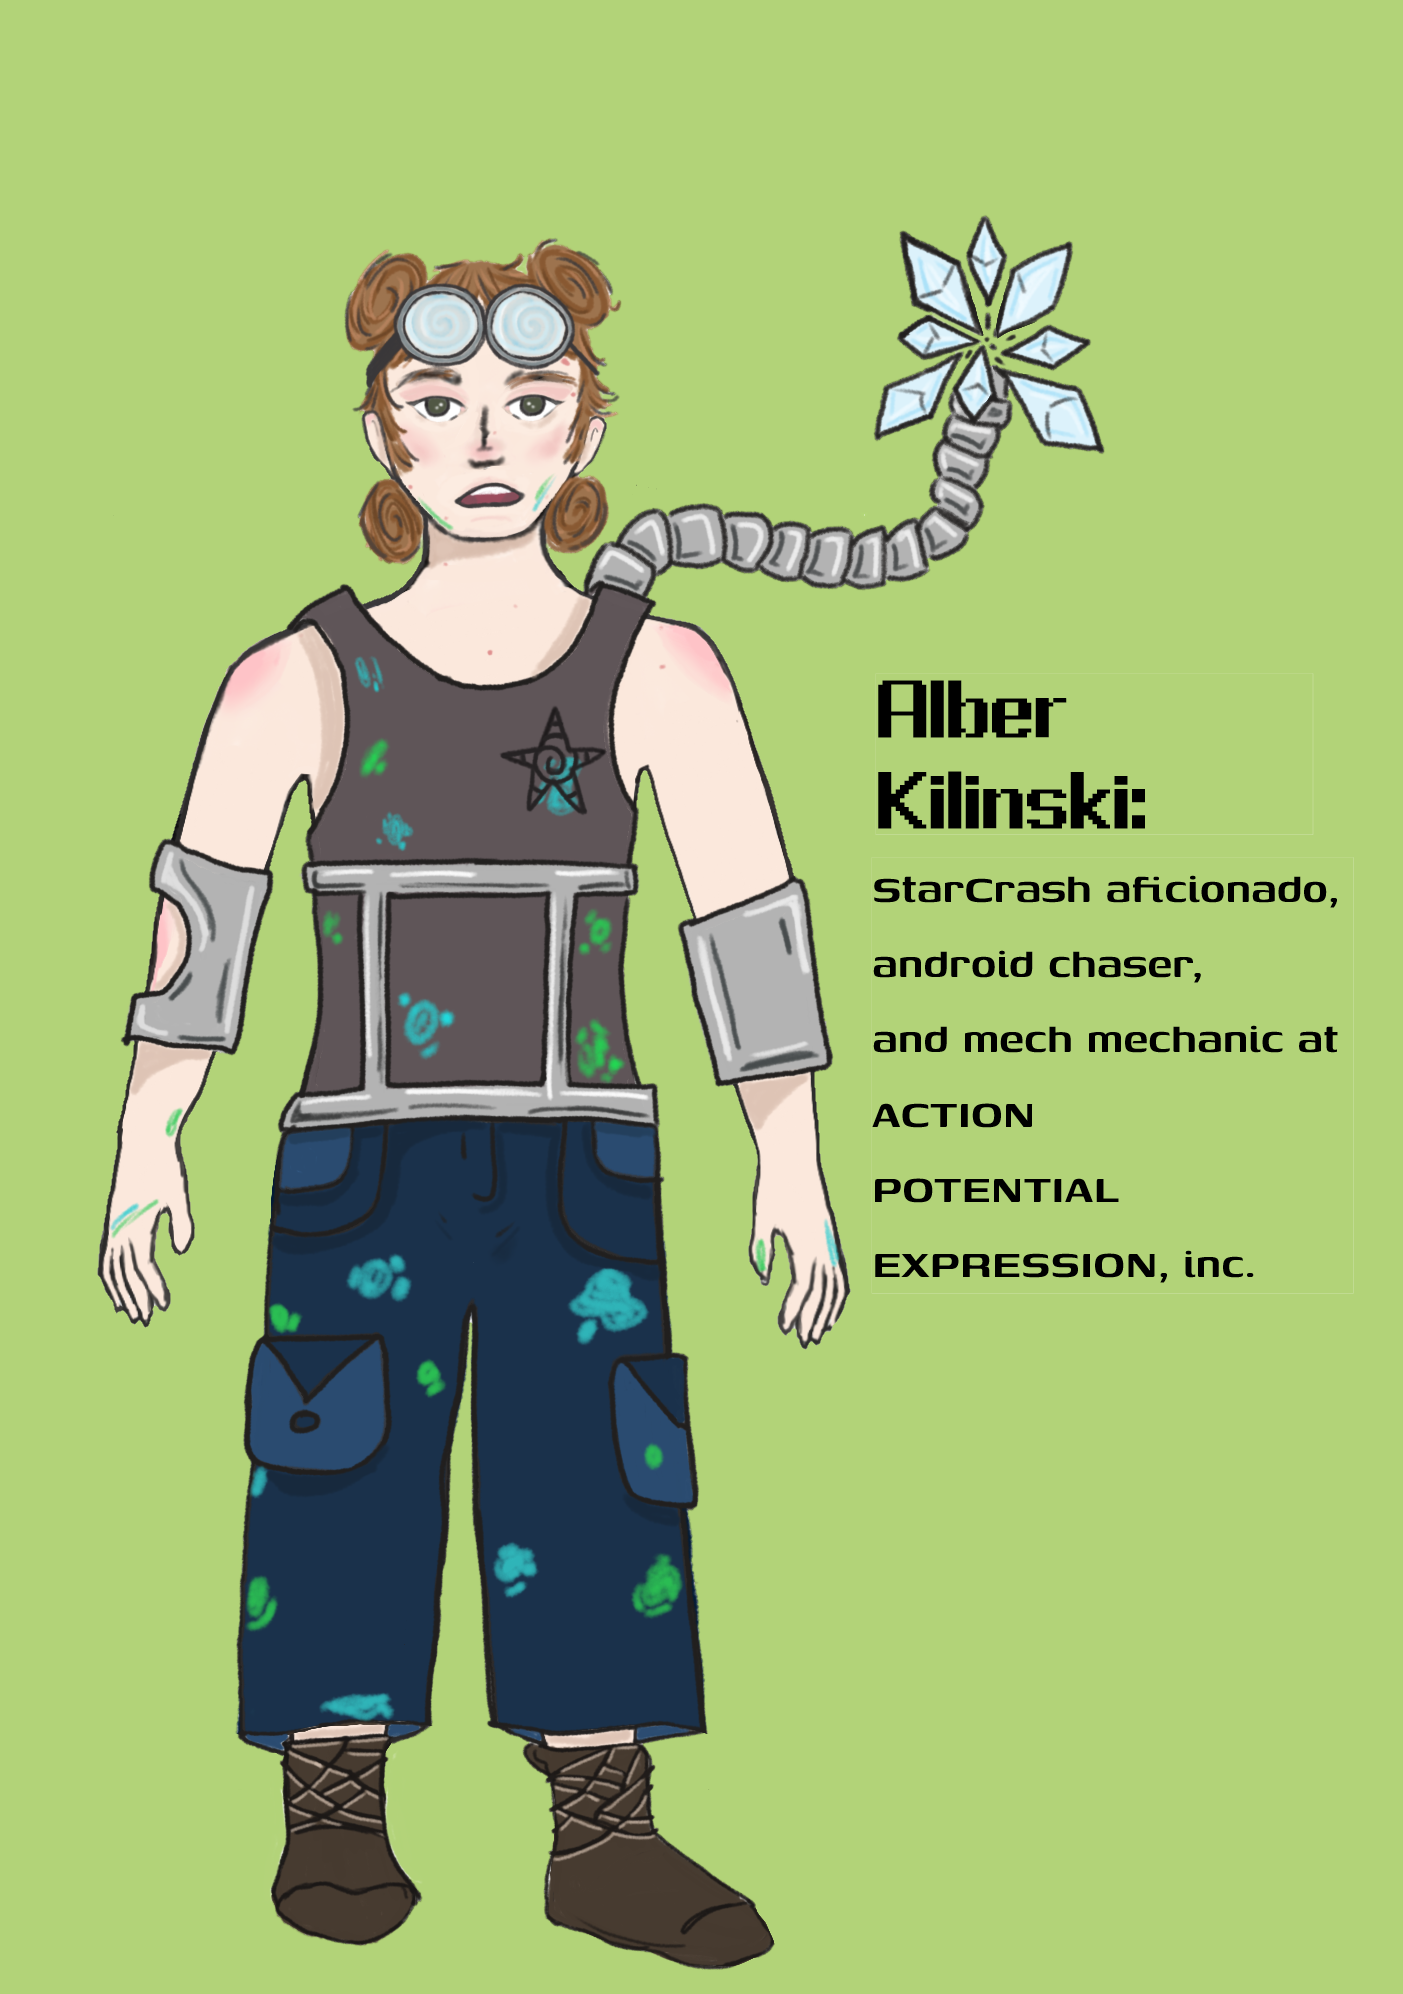 Alber
Kilinski:
StarCrash aficionado,
android chaser,
and mech mechanic at
ACTION
POTENTIAL
EXPRESSION, inc.